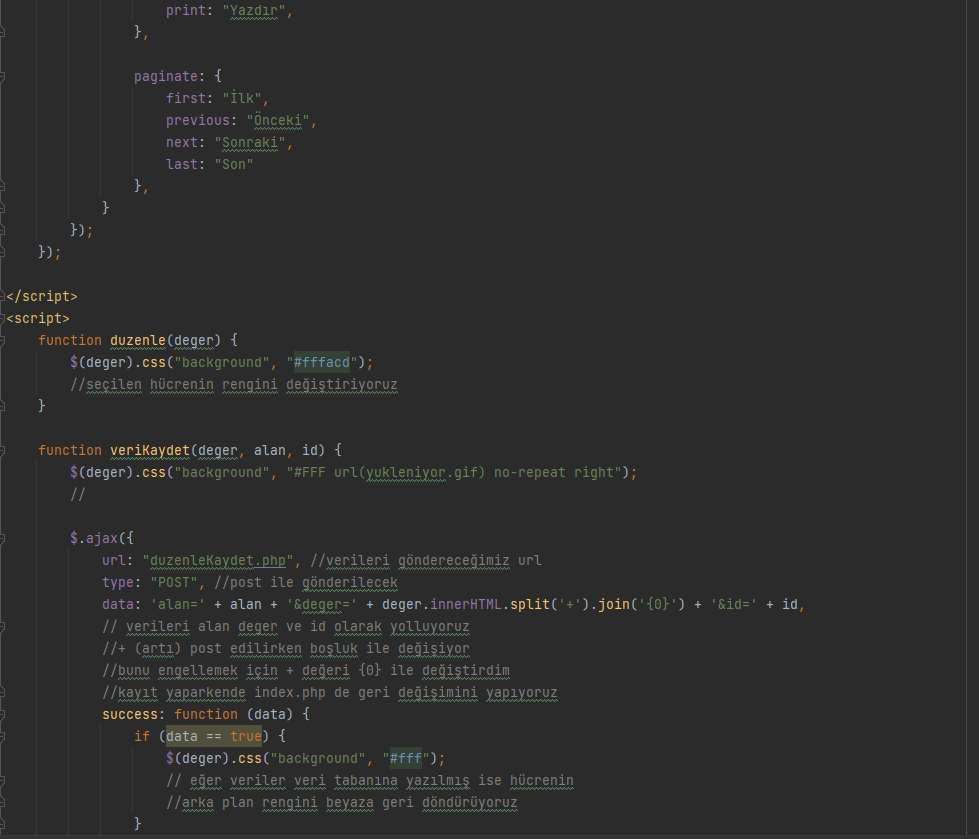 print: "Yazdır",
},
paginate: {
first: "İlk",
previous: "Önceki",
next: "Sonraki",
last: "Son"
},
}
});
});
</script>
<script>
function duzenle(deger) {
$(deger).css("background", "#fffacd");
//seçilen hücrenin rengini değiştiriyoruz
}
function veriKaydet(deger, alan, id) {
$(deger).css("background", "#FFF url(yukleniyor.gif) no-repeat right");
//
$.ajax({
url: "duzenleKaydet.php", //verileri göndereceğimiz url
type: "POST", //post ile gönderilecek
data: 'alan=' + alan + '&deger=' + deger.innerHTML.split('+').join('{0}') + '&id=' + id,
// verileri alan deger ve id olarak yolluyoruz
//+ (artı) post edilirken boşluk ile değişiyor
//bunu engellemek için + değeri {0} ile değiştirdim
//kayıt yaparkende index.php de geri değişimini yapıyoruz
success: function (data) {
if (data == true) {
$(deger).css("background", "#fff");
// eğer veriler veri tabanına yazılmış ise hücrenin
//arka plan rengini beyaza geri döndürüyoruz
}